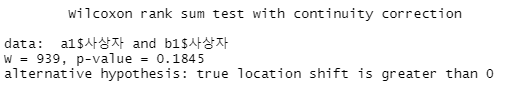 Wilcoxon rank sum test with continuity correction
data:  a1$사상자 and b1$사상자
W = 939, p-value = 0.1845
alternative hypothesis: true location shift is greater than 0